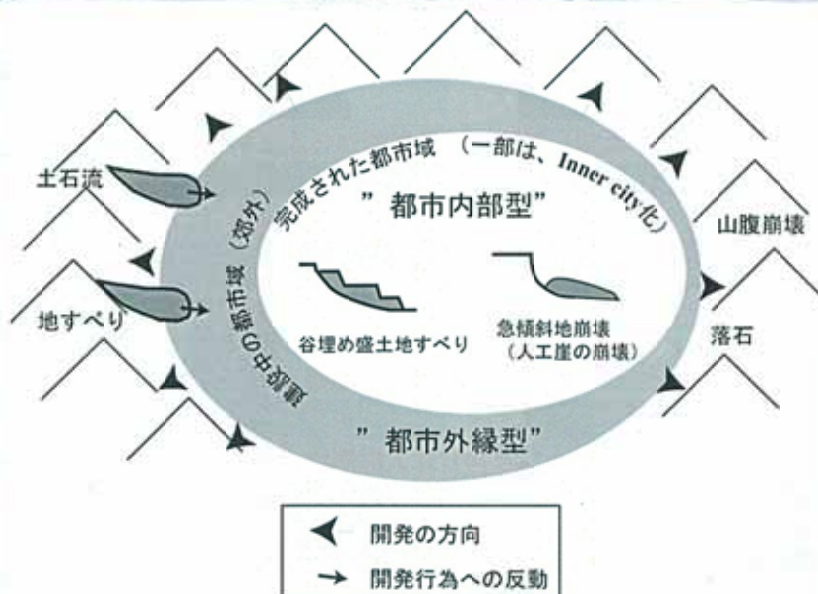 土石流
地すべり
建設中の都市域（郊外）
完成された都市域 （一部は、Inner city化）
”都市内部型”
谷埋め盛土地すべり
急傾斜地崩壊
（人工崖の崩壊）
山腹崩壊
落石
”都市外縁型”
開発の方向
開発行為への反動